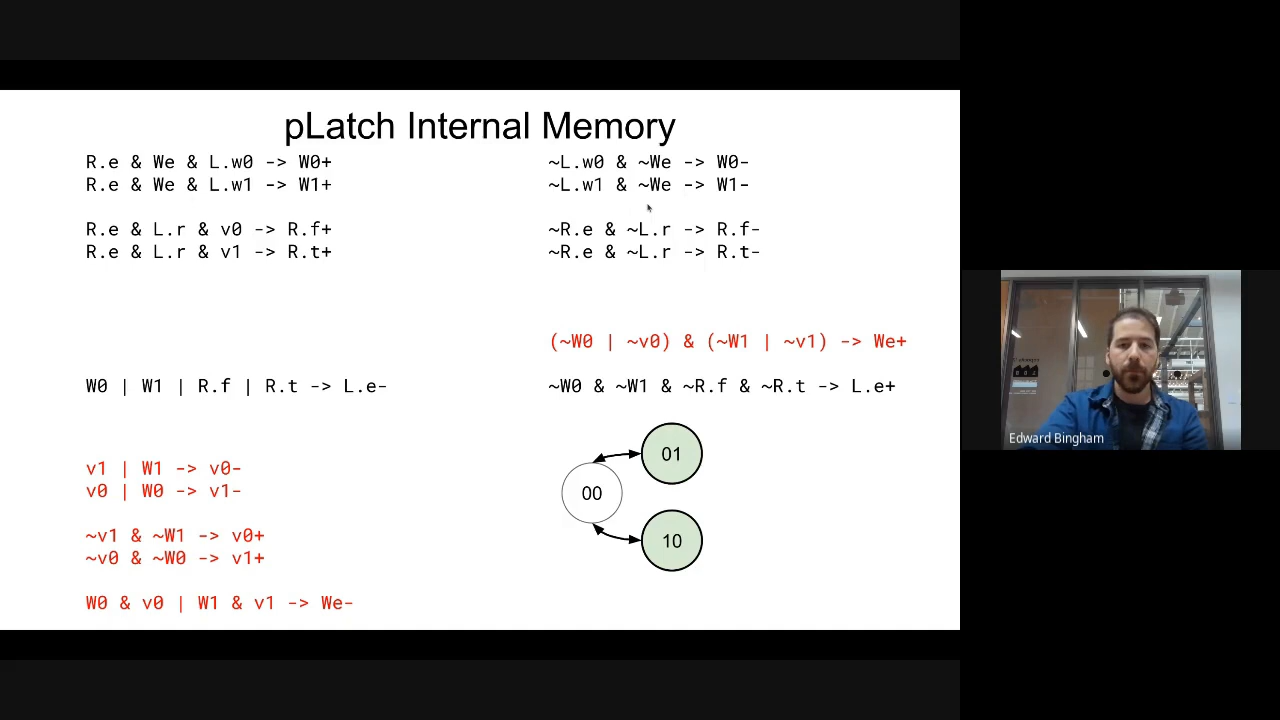 pLatch Internal Memory
R.e & We & L.w0 -> W0+
R.e & We & L.w1 -> W1+
~L.w0 & ~We -> W0-
~L.w1 & ~We -> W1-
R.e & L.r & v0 -> R.f+
R.e & L.r & v1 -> R.t+
~R.e & ~L.r -> R.f-
~R.e & ~L.r -> R.t-
(~W0 | ~v0) & (~W1 | ~v1) -> We+
W0 | W1 | R.f | R.t -> L.e-
~W0 & ~W1 & ~R.f & ~R.t -> L.e+
v1 | W1 -> v0-
v0 | W0 -> v1-
~v1 & ~W1 -> v0+
~v0 & ~W0 -> v1+
W0 & v0 | W1 & v1 -> We-
01
00
10
Edward Bingham